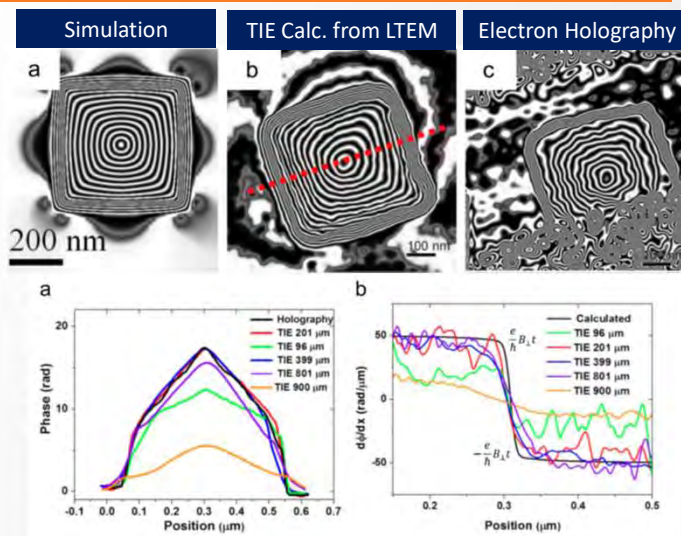 Simulation
TIE Calc. from LTEM
Electron Holography
a
b
c
200 nm
100 nm
a
b
Holography
TIE 201 μm
TIE 96 μm
TIE 399 μm
TIE 801 μm
TIE 900 μm
Calculated
TIE 96 μm
TIE 201 μm
TIE 399 μm
TIE 801 μm
TIE 900 μm
e/ħ B⊥t
-e/ħ B⊥t
Phase (rad)
20
10
0
-0.1 0.0 0.1 0.2 0.3 0.4 0.5 0.6 0.7
Position (μm)
dϕ/dx (rad/μm)
50
0
-50
0.2 0.3 0.4 0.5
Position (μm)